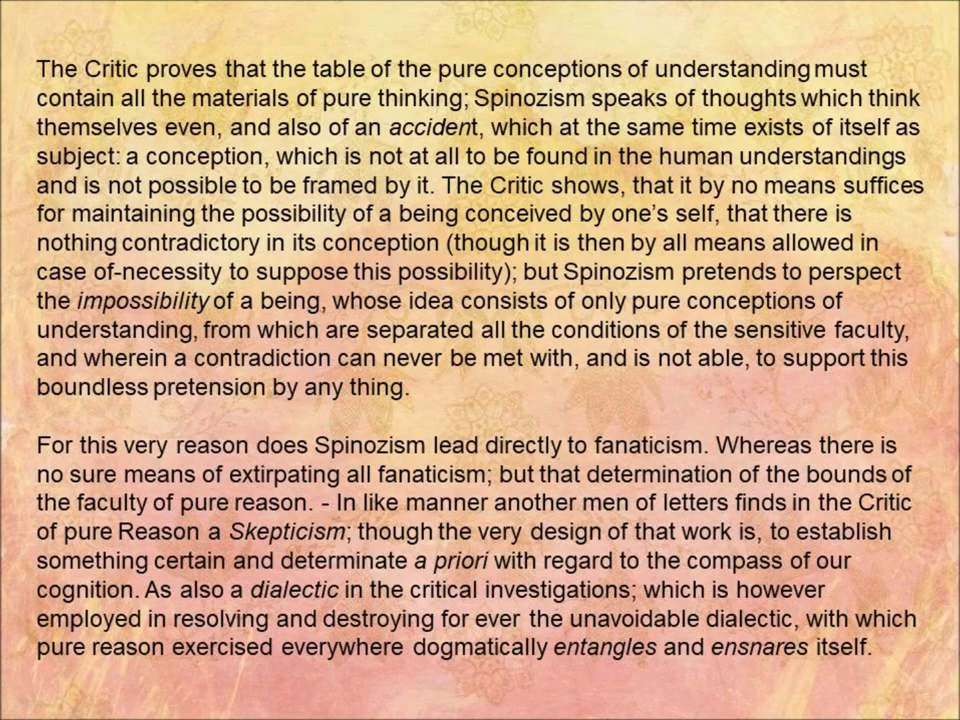 The Critic proves that the table of the pure conceptions of understanding must
contain all the materials of pure thinking; Spinozism speaks of thoughts which think
themselves even, and also of an accident, which at the same time exists of itself as
subject: a conception, which is not at all to be found in the human understandings
and is not possible to be framed by it. The Critic shows, that it by no means suffices
for maintaining the possibility of a being conceived by one’s self, that there is
nothing contradictory in its conception (though it is then by all means allowed in
case of-necessity to suppose this possibility); but Spinozism pretends to perspect
the impossibility of a being, whose idea consists of only pure conceptions of
understanding, from which are separated all the conditions of the sensitive faculty,
and wherein a contradiction can never be met with, and is not able, to support this
boundless pretension by any thing.
For this very reason does Spinozism lead directly to fanaticism. Whereas there is
no sure means of extirpating all fanaticism; but that determination of the bounds of
the faculty of pure reason. - In like manner another men of letters finds in the Critic
of pure Reason a Skepticism; though the very design of that work is, to establish
something certain and determinate a priori with regard to the compass of our
cognition. As also a dialectic in the critical investigations; which is however
employed in resolving and destroying for ever the unavoidable dialectic, with which
pure reason exercised everywhere dogmatically entangles and ensnares itself.